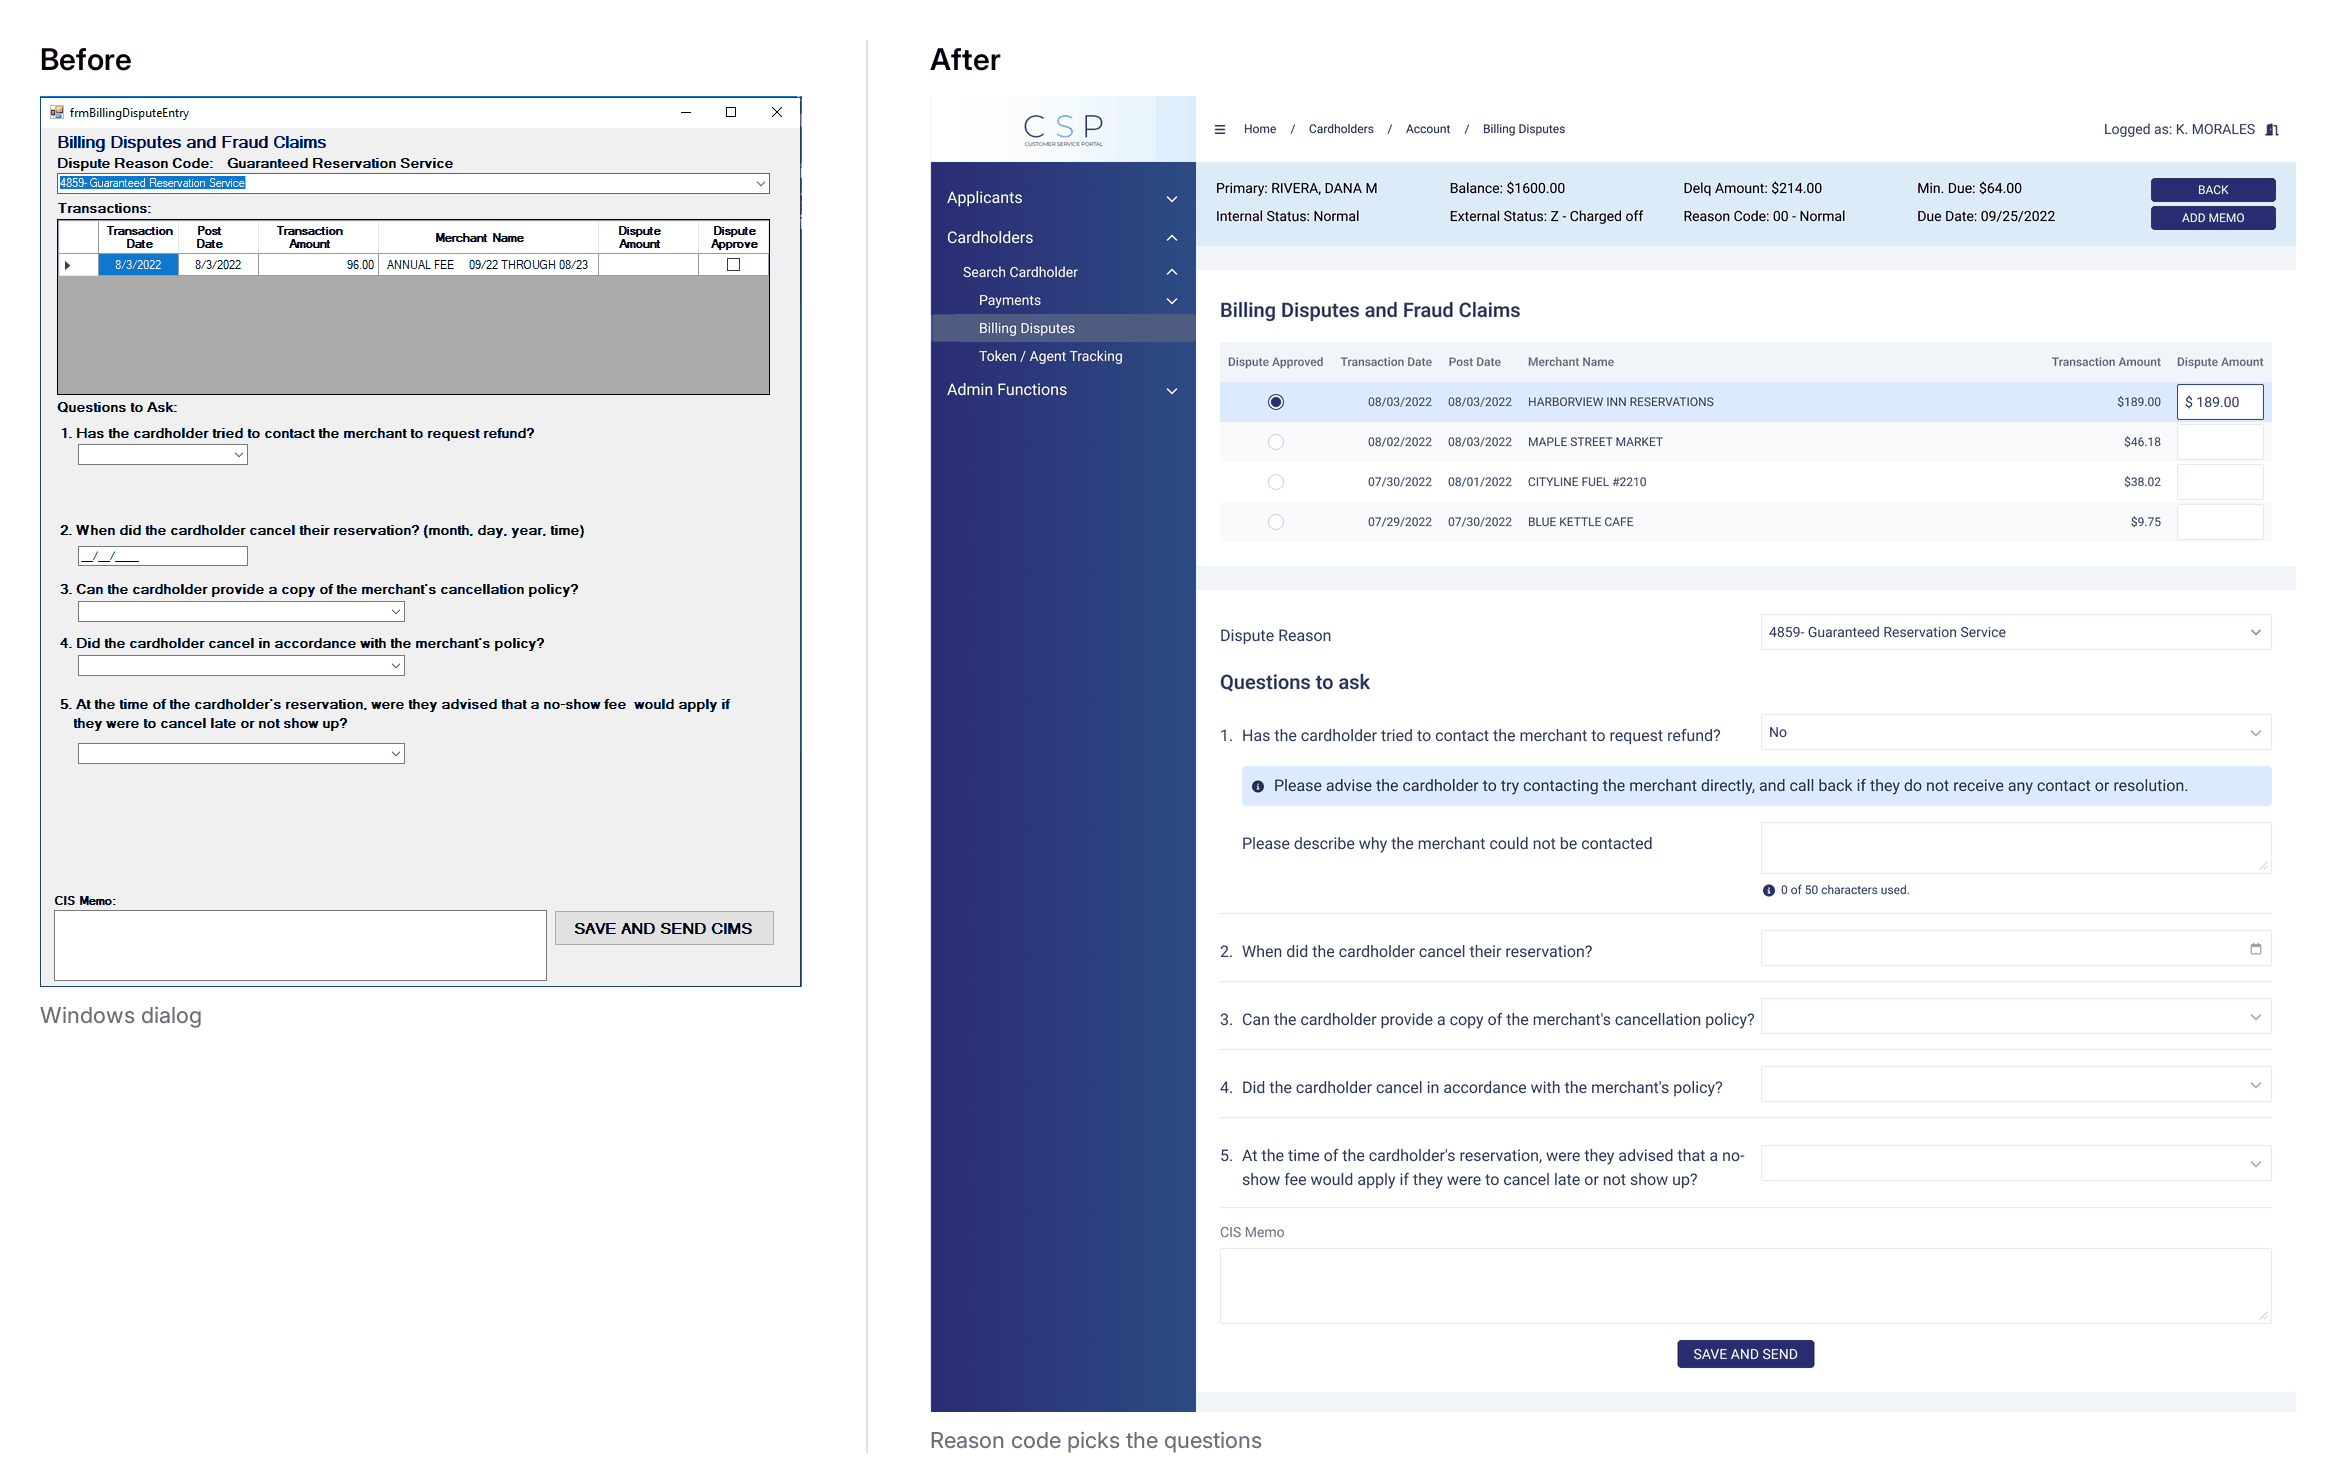 Before
frmBillingDisputeEntry
Billing Disputes and Fraud Claims
Dispute Reason Code: Guaranteed Reservation Service
4859- Guaranteed Reservation Service
Transactions:
Transaction Date Post Date Transaction Amount Merchant Name Dispute Amount Dispute Approve
8/3/2022 8/3/2022 96.00 ANNUAL FEE 09/22 THROUGH 08/23
Questions to Ask:
1. Has the cardholder tried to contact the merchant to request refund?
2. When did the cardholder cancel their reservation? (month, day, year, time)
__/__/____
3. Can the cardholder provide a copy of the merchant's cancellation policy?
4. Did the cardholder cancel in accordance with the merchant's policy?
5. At the time of the cardholder's reservation, were they advised that a no-show fee would apply if
they were to cancel late or not show up?
CIS Memo:
SAVE AND SEND CIMS
Windows dialog
After
CSP
CUSTOMER SERVICE PORTAL
Home / Cardholders / Account / Billing Disputes
Logged as: K. MORALES
Applicants
Cardholders
Search Cardholder
Payments
Billing Disputes
Token / Agent Tracking
Admin Functions
Primary: RIVERA, DANA M Balance: $1600.00 Delq Amount: $214.00 Min. Due: $64.00 BACK
Internal Status: Normal External Status: Z - Charged off Reason Code: 00 - Normal Due Date: 09/25/2022 ADD MEMO
Billing Disputes and Fraud Claims
Dispute Approved Transaction Date Post Date Merchant Name Transaction Amount Dispute Amount
08/03/2022 08/03/2022 HARBORVIEW INN RESERVATIONS $189.00 $ 189.00
08/02/2022 08/03/2022 MAPLE STREET MARKET $46.18
07/30/2022 08/01/2022 CITYLINE FUEL #2210 $38.02
07/29/2022 07/30/2022 BLUE KETTLE CAFE $9.75
Dispute Reason 4859- Guaranteed Reservation Service
Questions to ask
1. Has the cardholder tried to contact the merchant to request refund? No
Please advise the cardholder to try contacting the merchant directly, and call back if they do not receive any contact or resolution.
Please describe why the merchant could not be contacted
0 of 50 characters used.
2. When did the cardholder cancel their reservation?
3. Can the cardholder provide a copy of the merchant's cancellation policy?
4. Did the cardholder cancel in accordance with the merchant's policy?
5. At the time of the cardholder's reservation, were they advised that a no-
show fee would apply if they were to cancel late or not show up?
CIS Memo
SAVE AND SEND
Reason code picks the questions